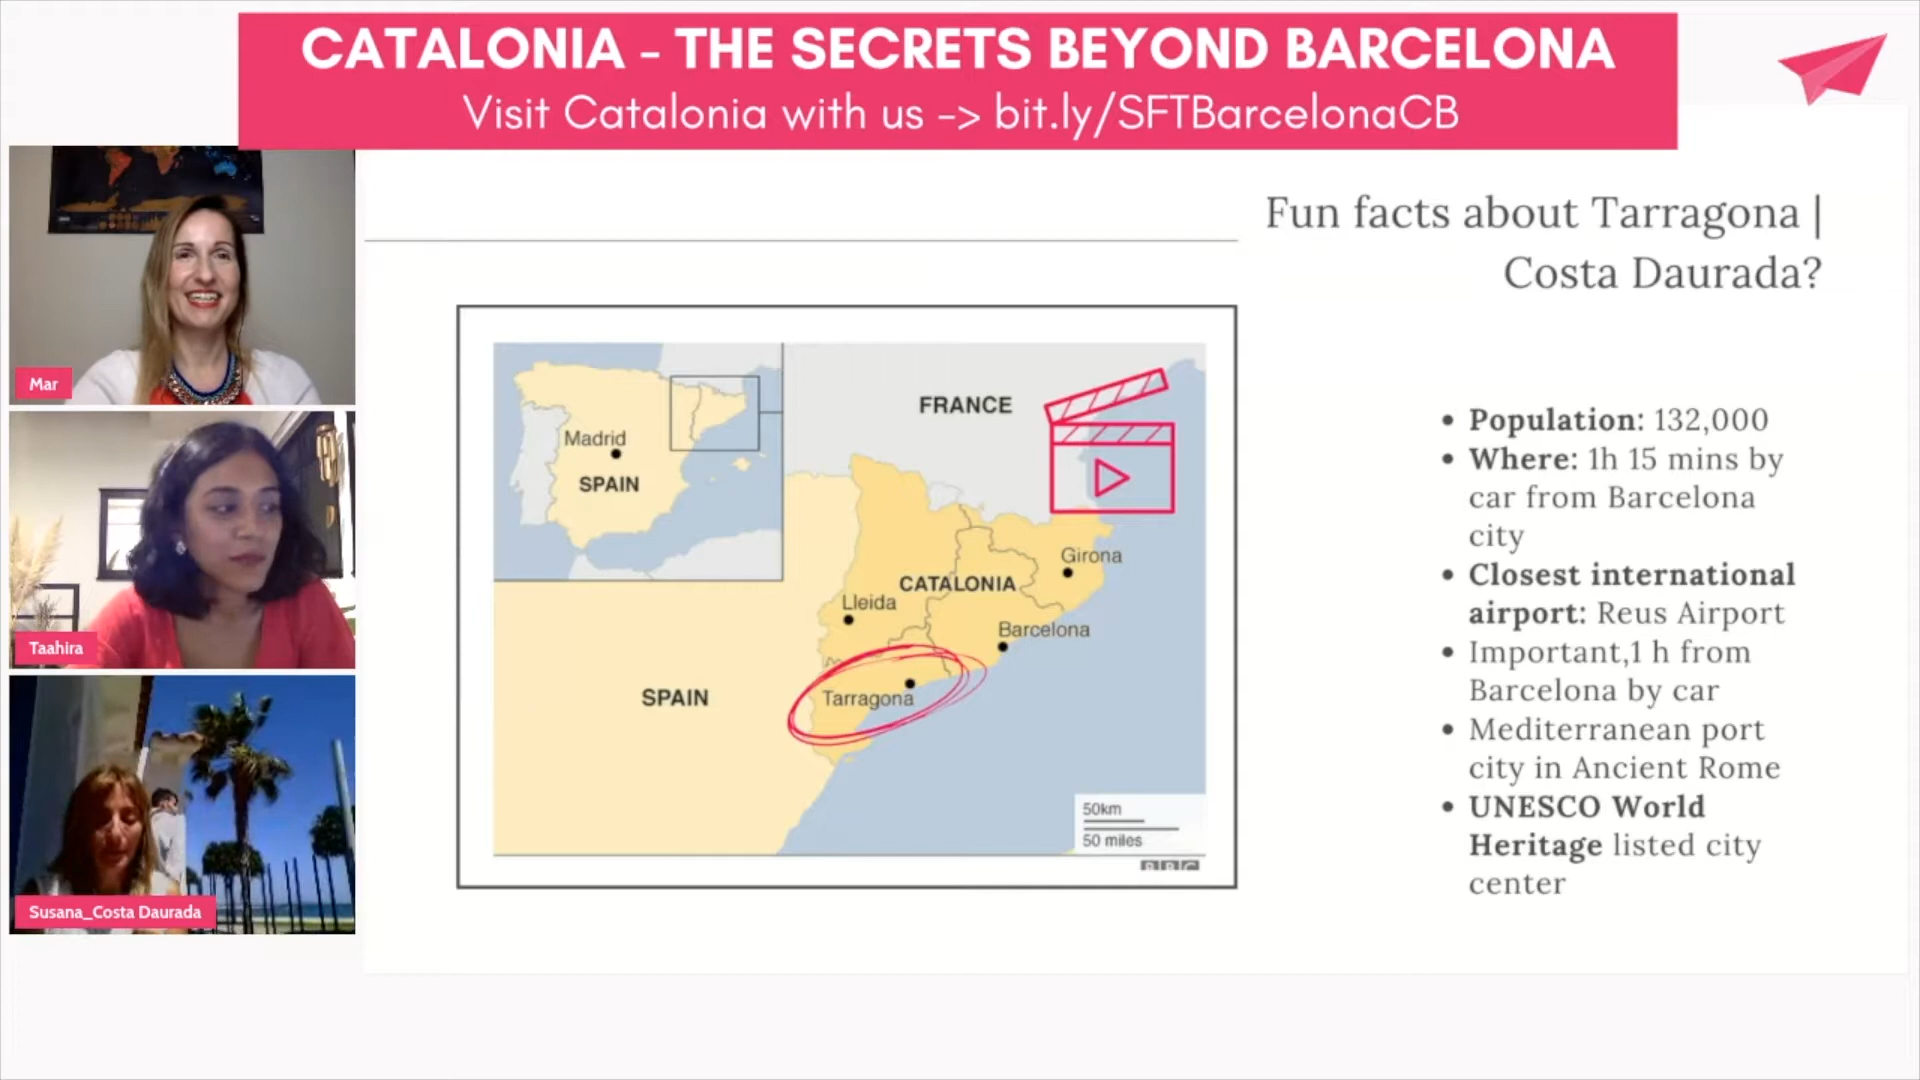 CATALONIA - THE SECRETS BEYOND BARCELONA
Visit Catalonia with us -> bit.ly/SFTBarcelonaCB
Mar
Taahira
Susana_Costa Daurada
Fun facts about Tarragona |
Costa Daurada?
Madrid
SPAIN
FRANCE
Girona
CATALONIA
Lleida
Barcelona
Tarragona
SPAIN
50km
50 miles
BBC
• Population: 132,000
• Where: 1h 15 mins by
car from Barcelona
city
• Closest international
airport: Reus Airport
• Important,1 h from
Barcelona by car
• Mediterranean port
city in Ancient Rome
• UNESCO World
Heritage listed city
center